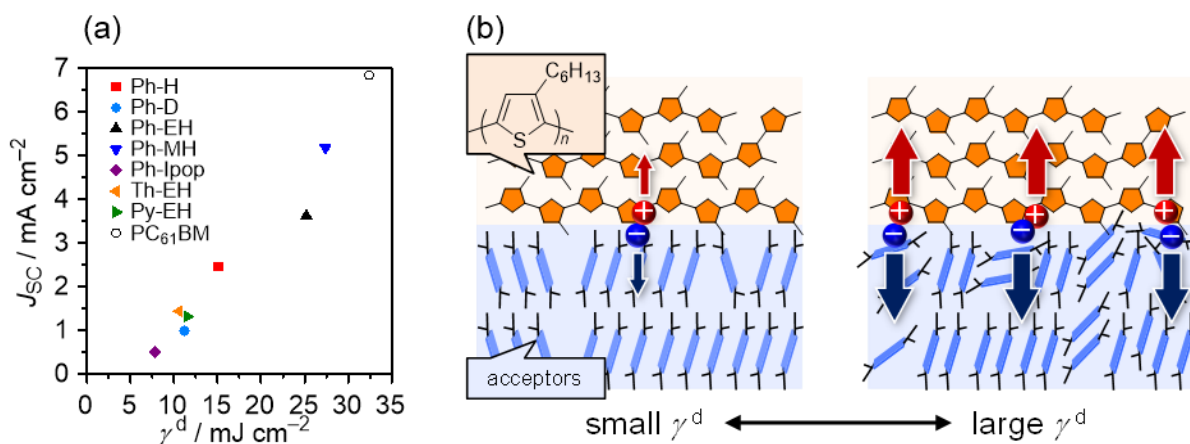 (a)
7
6
5
4
3
2
1
0
J_SC / mA cm⁻²
Ph-H
Ph-D
Ph-EH
Ph-MH
Ph-Ipop
Th-EH
Py-EH
PC₆₁BM
0 5 10 15 20 25 30 35
γᵈ / mJ cm⁻²
(b)
C₆H₁₃
S
n
+
−
acceptors
+ + +
− − −
small γᵈ
large γᵈ